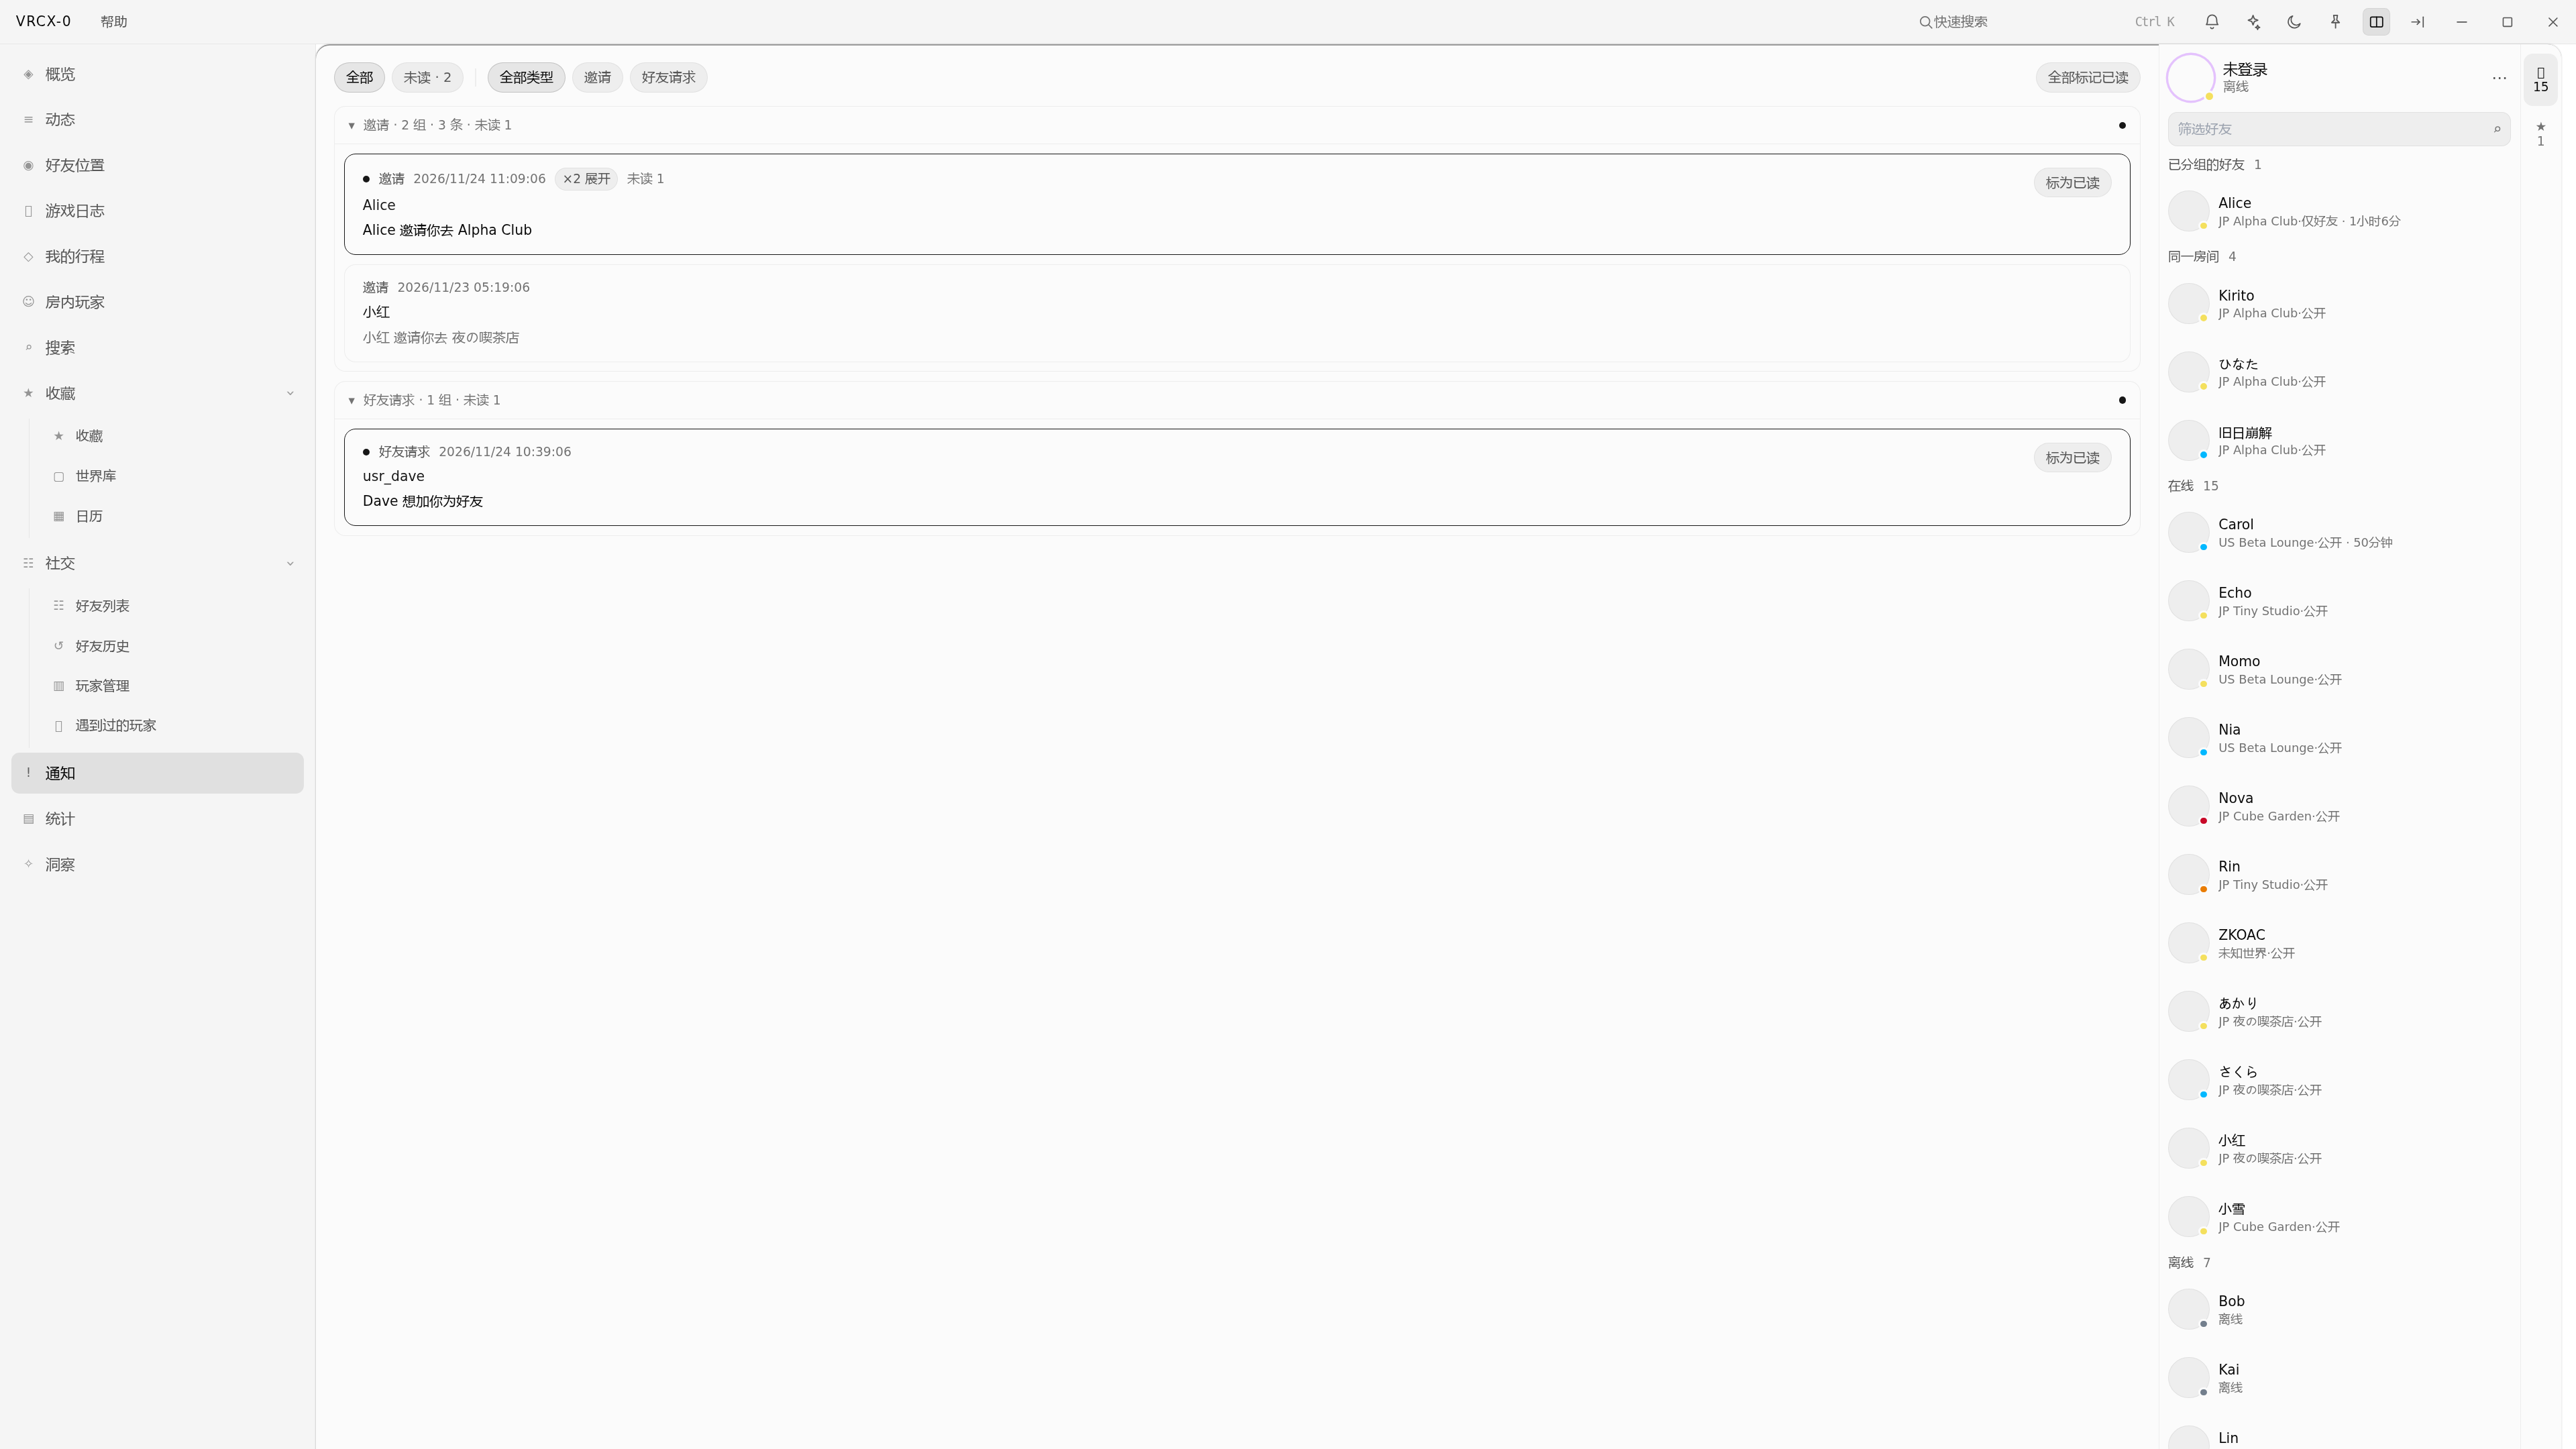 VRCX-0
帮助
快速搜索
Ctrl K
概览
动态
好友位置
游戏日志
我的行程
房内玩家
搜索
收藏
收藏
世界库
日历
社交
好友列表
好友历史
玩家管理
遇到过的玩家
! 通知
统计
洞察
全部
未读 · 2
全部类型
邀请
好友请求
全部标记已读
邀请 · 2 组 · 3 条 · 未读 1
邀请 2026/11/24 11:09:06 ×2 展开 未读 1
标为已读
Alice
Alice 邀请你去 Alpha Club
邀请 2026/11/23 05:19:06
小红
小红 邀请你去 夜の喫茶店
好友请求 · 1 组 · 未读 1
好友请求 2026/11/24 10:39:06
标为已读
usr_dave
Dave 想加你为好友
未登录
离线
...
筛选好友
已分组的好友 1
Alice
JP Alpha Club·仅好友 · 1小时6分
同一房间 4
Kirito
JP Alpha Club·公开
ひなた
JP Alpha Club·公开
旧日崩解
JP Alpha Club·公开
在线 15
Carol
US Beta Lounge·公开 · 50分钟
Echo
JP Tiny Studio·公开
Momo
US Beta Lounge·公开
Nia
US Beta Lounge·公开
Nova
JP Cube Garden·公开
Rin
JP Tiny Studio·公开
ZKOAC
未知世界·公开
あかり
JP 夜の喫茶店·公开
さくら
JP 夜の喫茶店·公开
小红
JP 夜の喫茶店·公开
小雪
JP Cube Garden·公开
离线 7
Bob
离线
Kai
离线
Lin
15
1